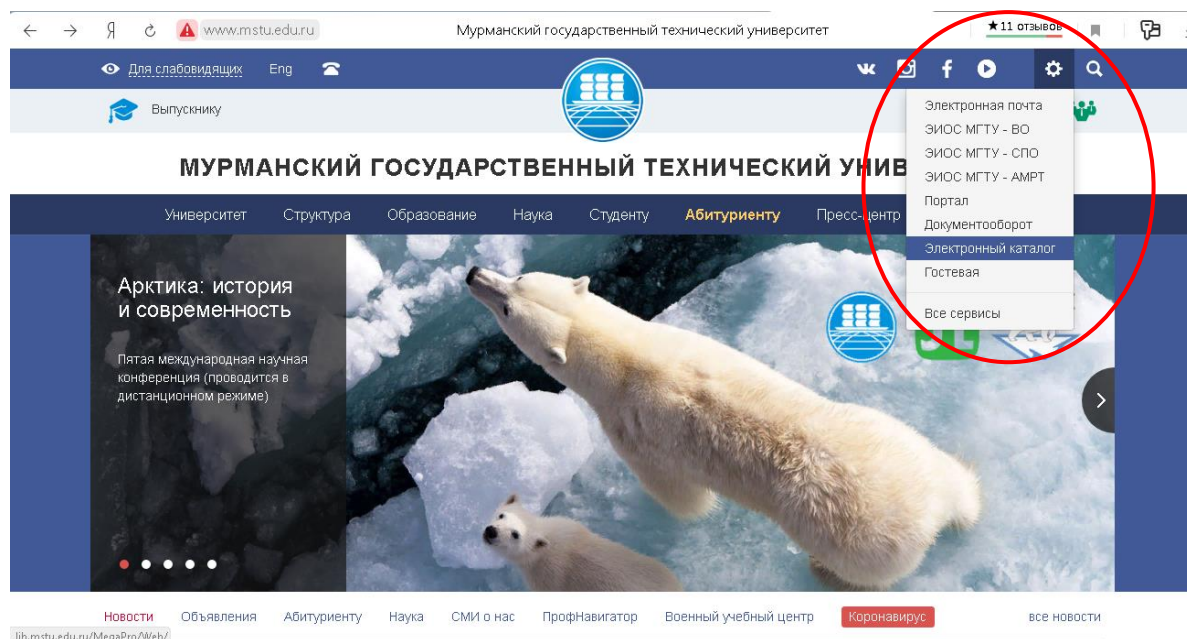 www.mstu.edu.ru
Мурманский государственный технический университет
★11 отзывов
Для слабовидящих
Eng
Выпускнику
МУРМАНСКИЙ ГОСУДАРСТВЕННЫЙ ТЕХНИЧЕСКИЙ УНИВ
Электронная почта
ЭИОС МГТУ - ВО
ЭИОС МГТУ - СПО
ЭИОС МГТУ - АМРТ
Портал
Документооборот
Электронный каталог
Гостевая
Все сервисы
Университет
Структура
Образование
Наука
Студенту
Абитуриенту
Пресс-центр
Арктика: история
и современность
Пятая международная научная
конференция (проводится в
дистанционном режиме)
Новости
Объявления
Абитуриенту
Наука
СМИ о нас
ПрофНавигатор
Военный учебный центр
Коронавирус
все новости
lib.mstu.edu.ru/MegaPro/Web/